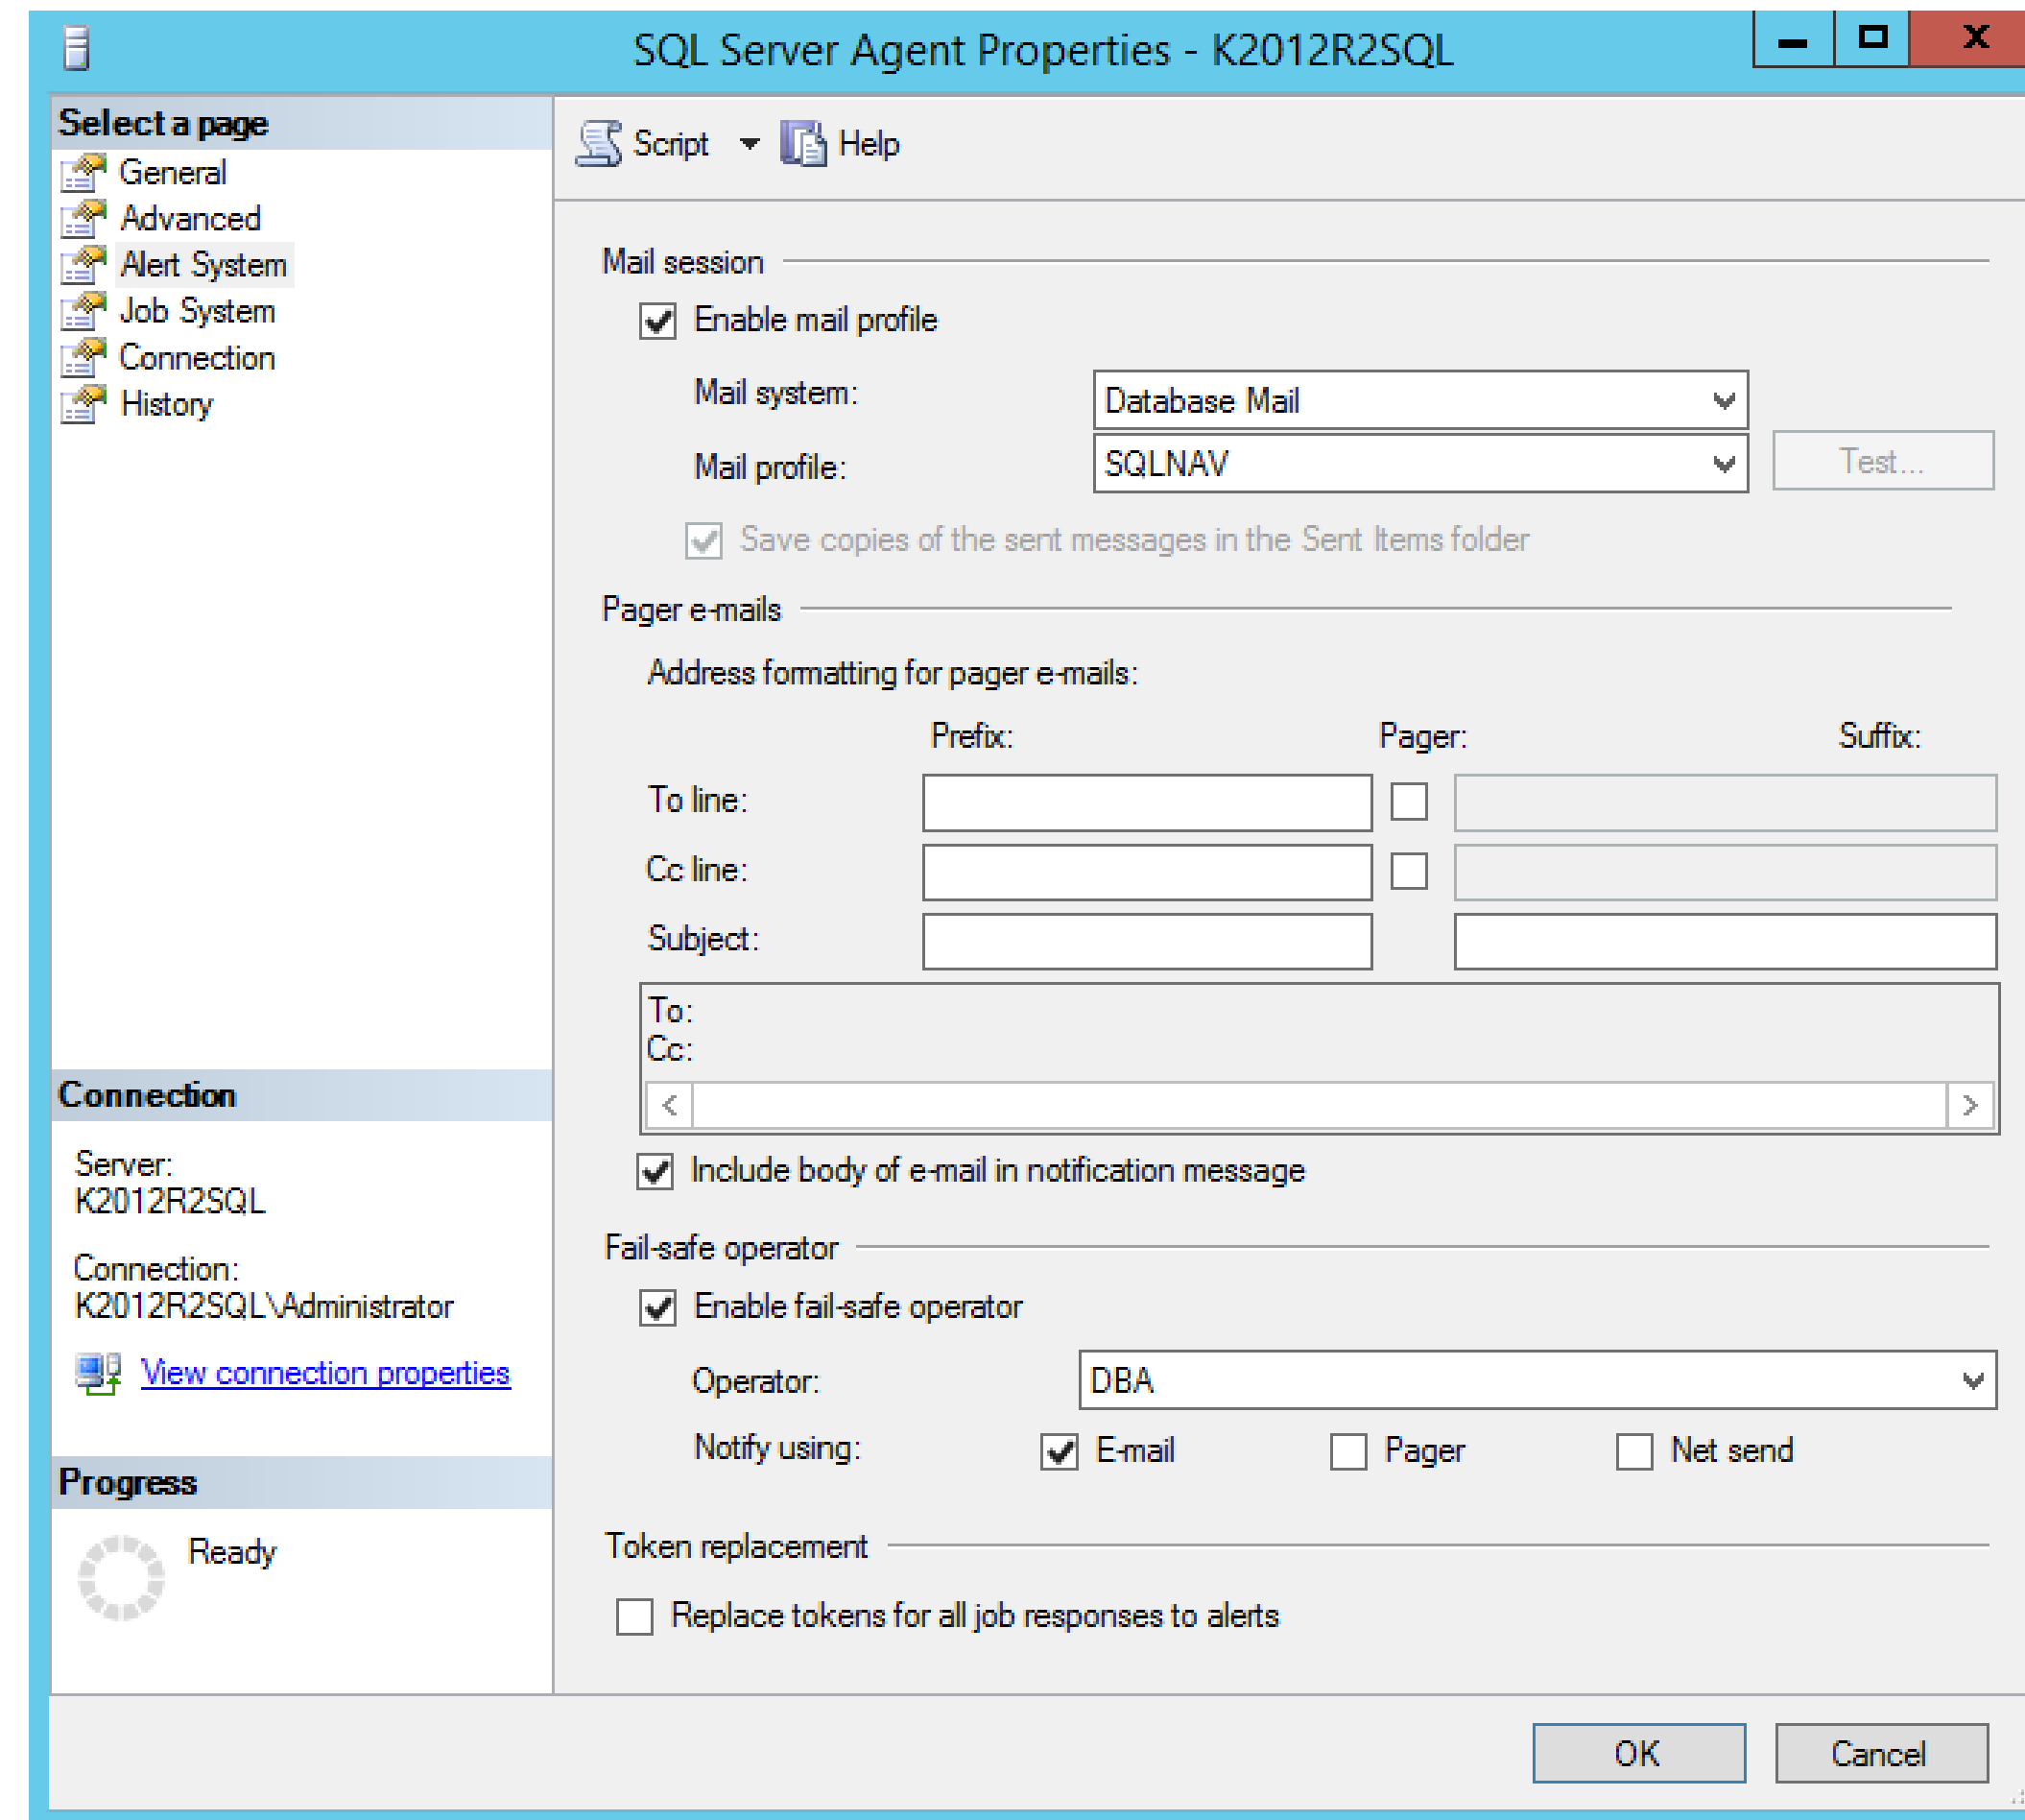 SQL Server Agent Properties - K2012R2SQL
Select a page
General
Advanced
Alert System
Job System
Connection
History
Connection
Server:
K2012R2SQL
Connection:
K2012R2SQL\Administrator
View connection properties
Progress
Ready
Script
Help
Mail session
Enable mail profile
Mail system:
Database Mail
Mail profile:
SQLNAV
Test...
Save copies of the sent messages in the Sent Items folder
Pager e-mails
Address formatting for pager e-mails:
Prefix: Pager: Suffix:
To line:
Cc line:
Subject:
To:
Cc:
Include body of e-mail in notification message
Fail-safe operator
Enable fail-safe operator
Operator:
DBA
Notify using: E-mail Pager Net send
Token replacement
Replace tokens for all job responses to alerts
OK Cancel